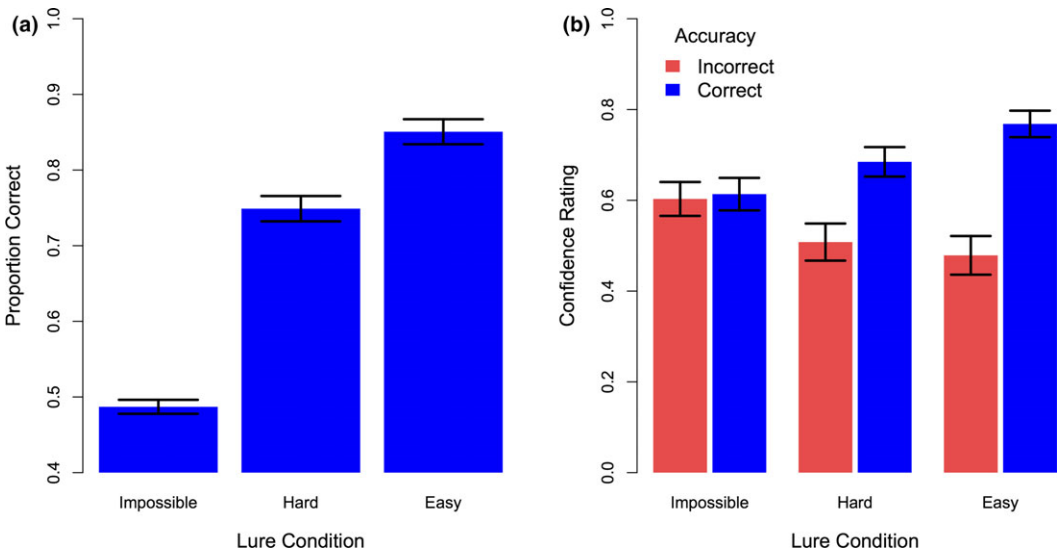 (a)
Proportion Correct
1.0
0.9
0.8
0.7
0.6
0.5
0.4
Impossible Hard Easy
Lure Condition
(b)
Accuracy
Incorrect
Correct
Confidence Rating
1.0
0.8
0.6
0.4
0.2
0.0
Impossible Hard Easy
Lure Condition